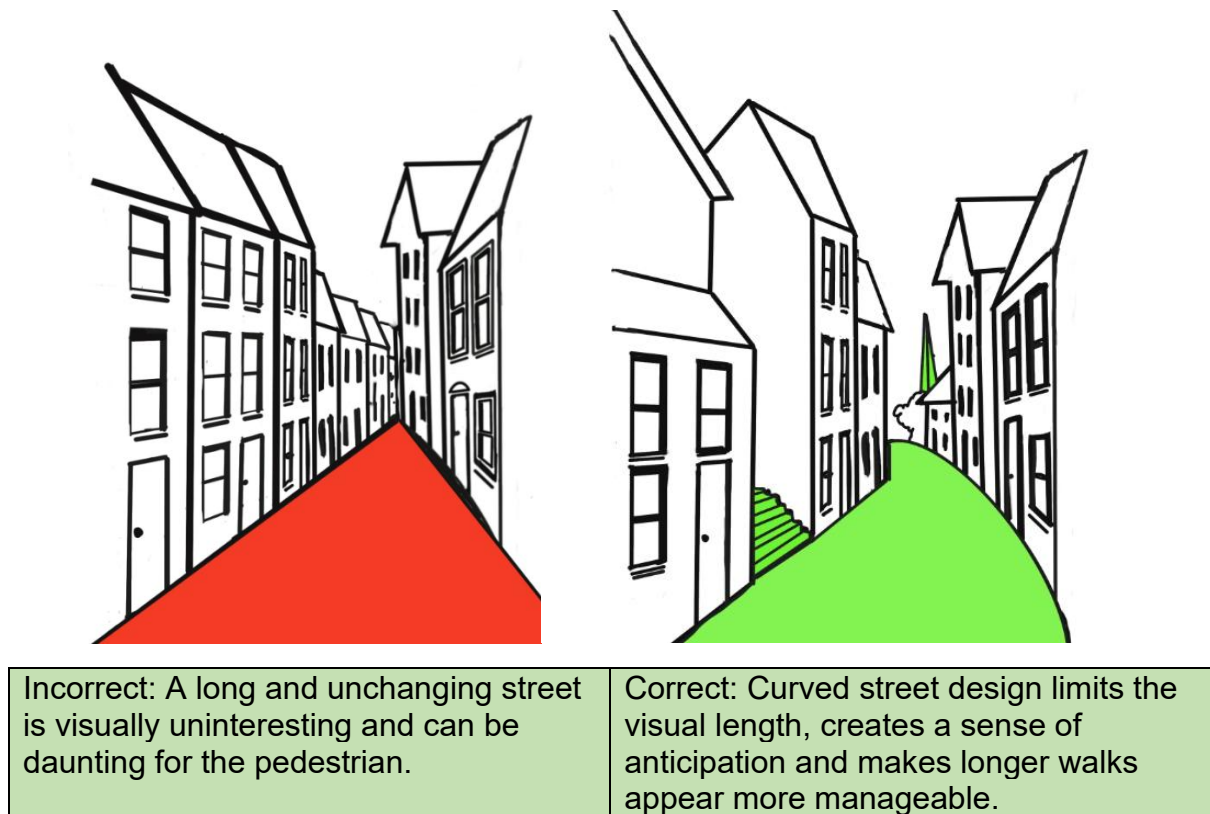 Incorrect: A long and unchanging street
is visually uninteresting and can be
daunting for the pedestrian.
Correct: Curved street design limits the
visual length, creates a sense of
anticipation and makes longer walks
appear more manageable.